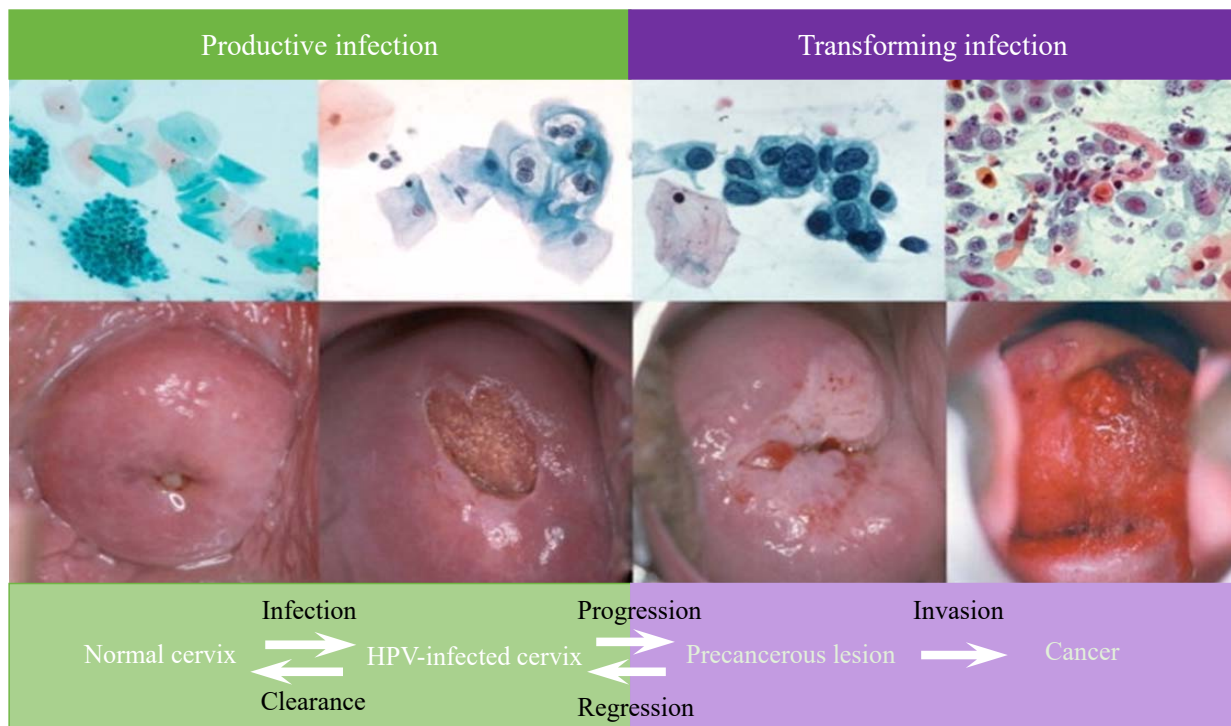 Productive infection
Transforming infection
Infection
Progression
Invasion
Normal cervix
HPV-infected cervix
Precancerous lesion
Cancer
Clearance
Regression